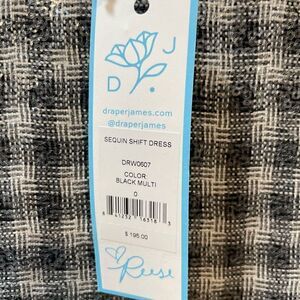 D J
draperjames.com
@draperjames
SEQUIN SHIFT DRESS
DRW0607
COLOR
BLACK MULTI
0
$ 195.00
Reese